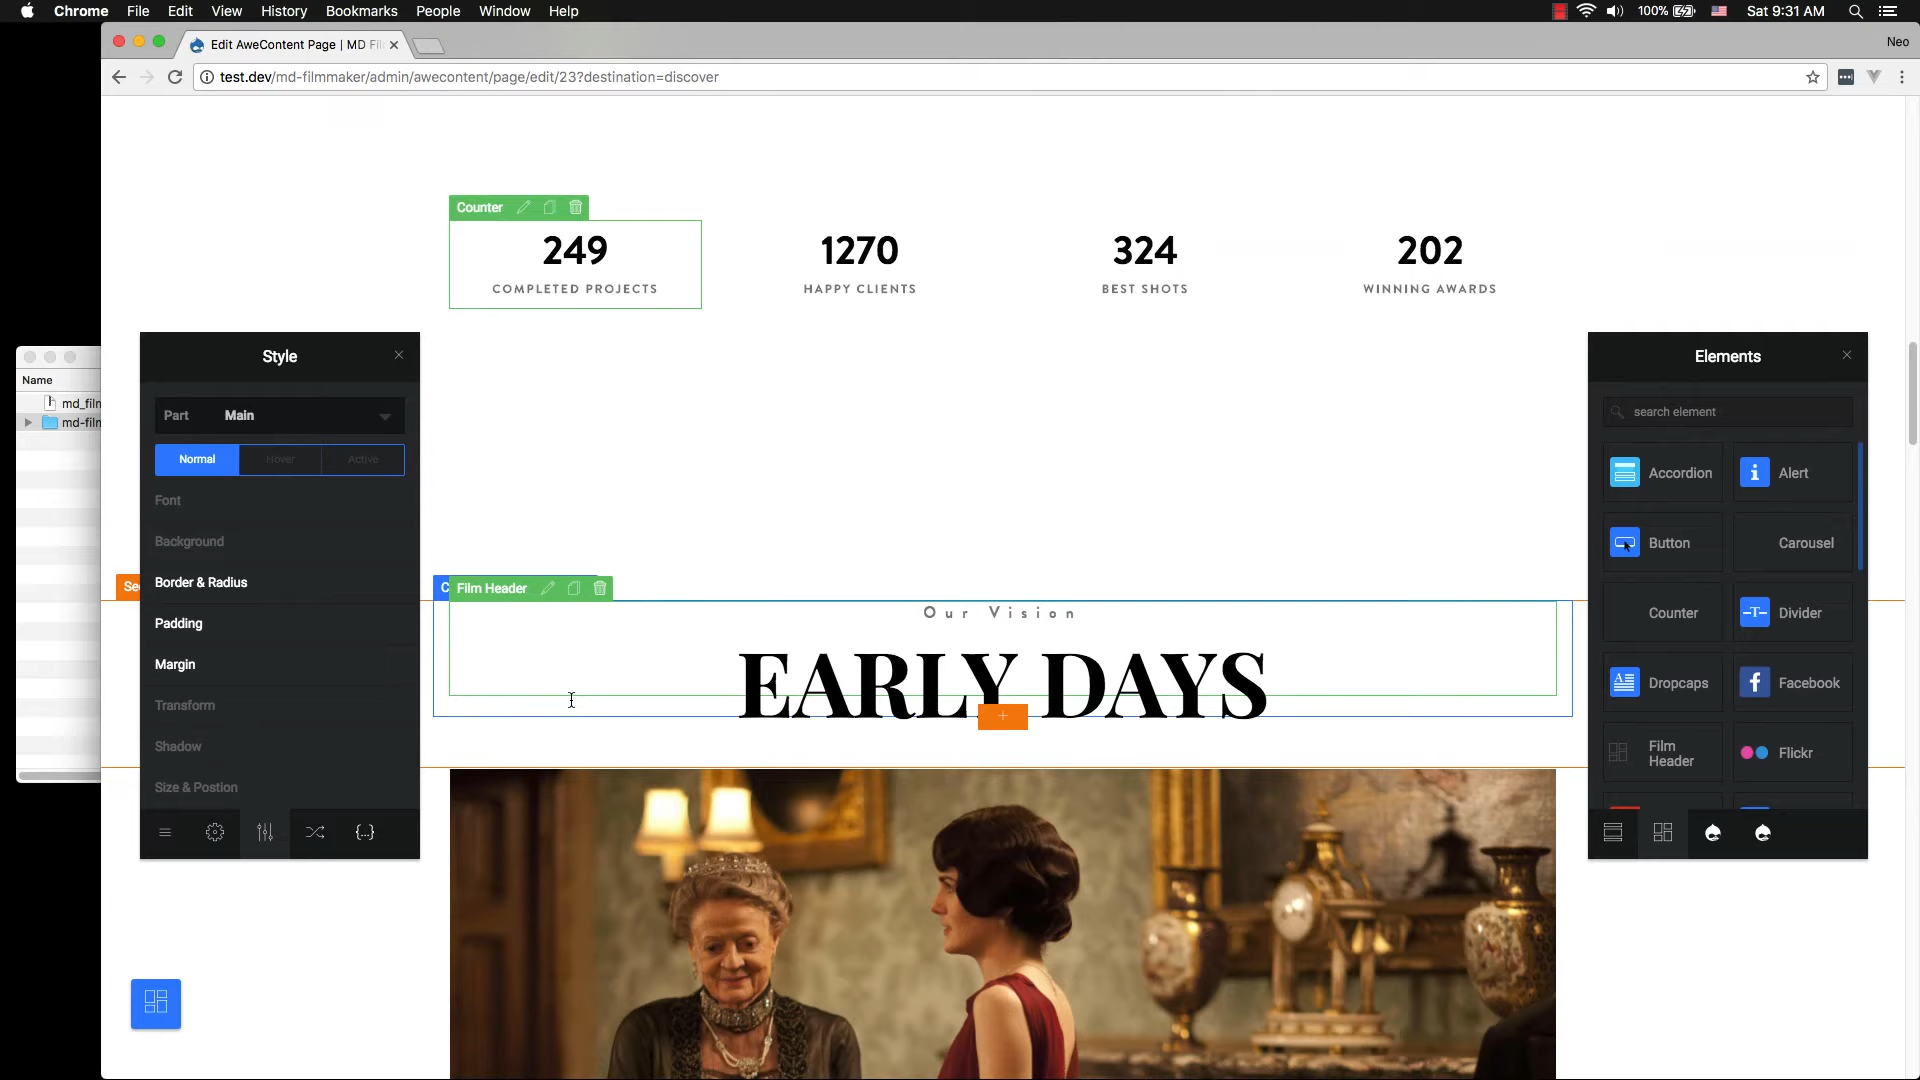 Chrome File Edit View History Bookmarks People Window Help 100% Sat 9:31 AM
Edit AweContent Page | MD Fil
Neo
test.dev/md-filmmaker/admin/awecontent/page/edit/23?destination=discover
Counter
249 1270 324 202
COMPLETED PROJECTS HAPPY CLIENTS BEST SHOTS WINNING AWARDS
Name
md_film
md-film
Style
Part Main
Normal Hover Active
Font
Background
Border & Radius
Padding
Margin
Transform
Shadow
Size & Postion
{...}
Se
C
Film Header
Our Vision
EARLY DAYS
+
Elements
search element
Accordion Alert
Button Carousel
Counter Divider
Dropcaps Facebook
Film Header Flickr